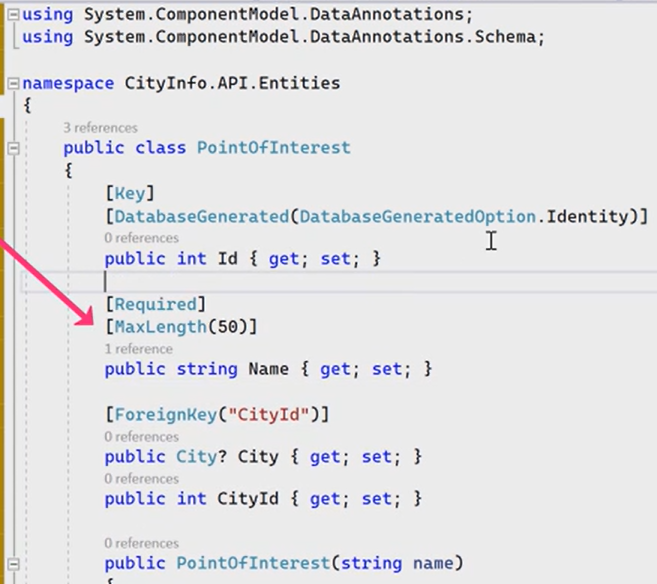 using System.ComponentModel.DataAnnotations;
using System.ComponentModel.DataAnnotations.Schema;
namespace CityInfo.API.Entities
{
3 references
public class PointOfInterest
{
[Key]
[DatabaseGenerated(DatabaseGeneratedOption.Identity)]
0 references
public int Id { get; set; }
[Required]
[MaxLength(50)]
1 reference
public string Name { get; set; }
[ForeignKey("CityId")]
0 references
public City? City { get; set; }
0 references
public int CityId { get; set; }
0 references
public PointOfInterest(string name)
{